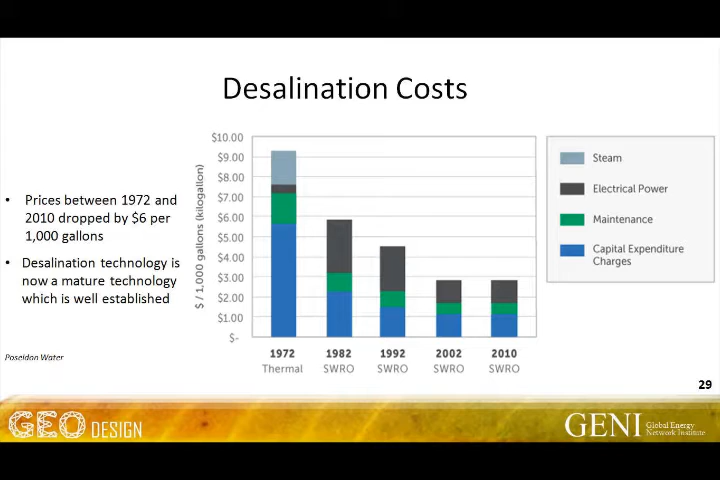 Desalination Costs
• Prices between 1972 and
2010 dropped by $6 per
1,000 gallons
• Desalination technology is
now a mature technology
which is well established
Poseidon Water
$ / 1,000 gallons (kilogallon)
$10.00
$9.00
$8.00
$7.00
$6.00
$5.00
$4.00
$3.00
$2.00
$1.00
$-
1972 1982 1992 2002 2010
Thermal SWRO SWRO SWRO SWRO
Steam
Electrical Power
Maintenance
Capital Expenditure
Charges
29
GEO DESIGN
GENI Global Energy
Network Institute